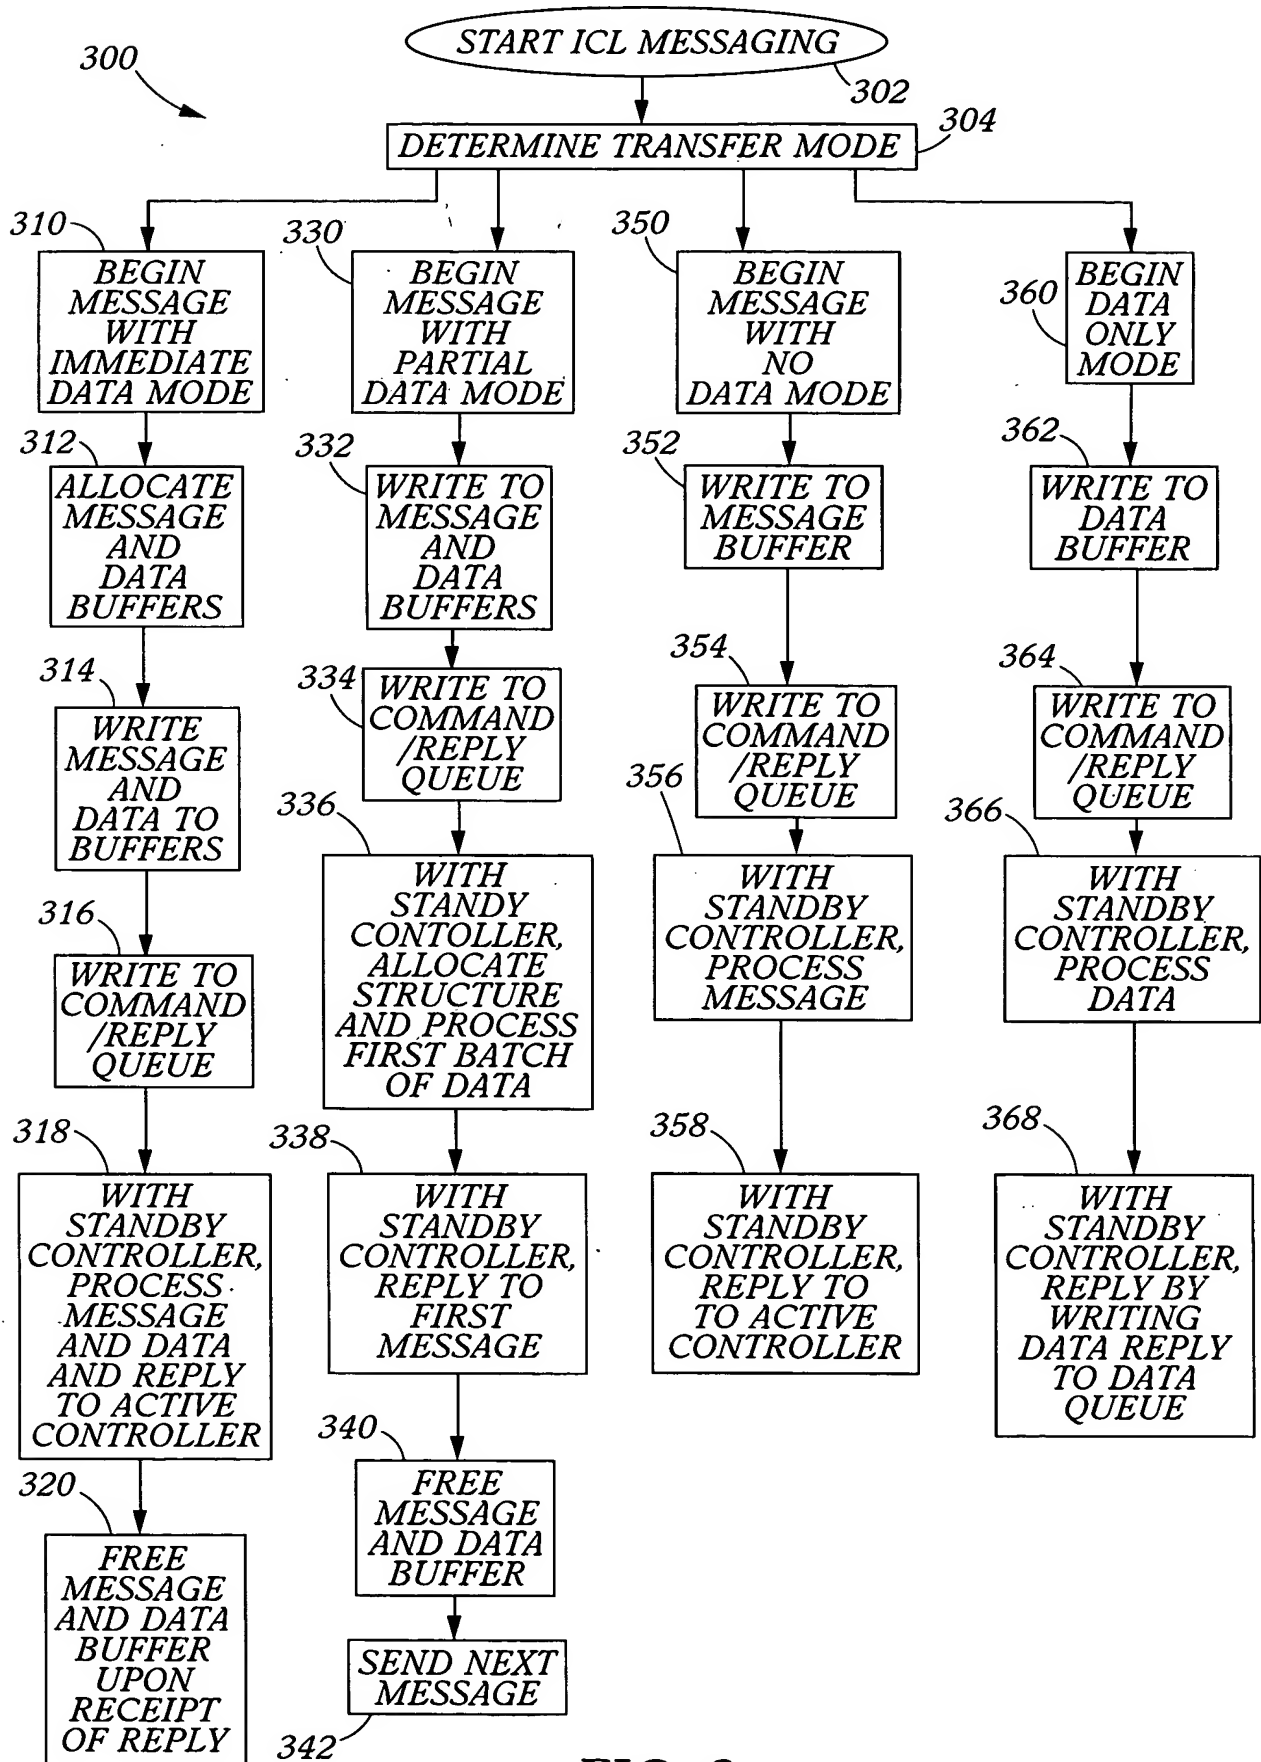 START ICL MESSAGING
300
302
DETERMINE TRANSFER MODE
304
310
BEGIN
MESSAGE
WITH
IMMEDIATE
DATA MODE
312
ALLOCATE
MESSAGE
AND
DATA
BUFFERS
314
WRITE
MESSAGE
AND
DATA TO
BUFFERS
316
WRITE TO
COMMAND
/REPLY
QUEUE
318
WITH
STANDBY
CONTROLLER,
PROCESS
MESSAGE
AND DATA
AND REPLY
TO ACTIVE
CONTROLLER
320
FREE
MESSAGE
AND DATA
BUFFER
UPON
RECEIPT
OF REPLY
330
BEGIN
MESSAGE
WITH
PARTIAL
DATA MODE
332
WRITE TO
MESSAGE
AND
DATA
BUFFERS
334
WRITE TO
COMMAND
/REPLY
QUEUE
336
WITH
STANDY
CONTOLLER,
ALLOCATE
STRUCTURE
AND PROCESS
FIRST BATCH
OF DATA
338
WITH
STANDBY
CONTROLLER,
REPLY TO
FIRST
MESSAGE
340
FREE
MESSAGE
AND DATA
BUFFER
SEND NEXT
MESSAGE
342
350
BEGIN
MESSAGE
WITH
NO
DATA MODE
352
WRITE TO
MESSAGE
BUFFER
354
WRITE TO
COMMAND
/REPLY
QUEUE
356
WITH
STANDBY
CONTROLLER,
PROCESS
MESSAGE
358
WITH
STANDBY
CONTROLLER,
REPLY TO
TO ACTIVE
CONTROLLER
360
BEGIN
DATA
ONLY
MODE
362
WRITE TO
DATA
BUFFER
364
WRITE TO
COMMAND
/REPLY
QUEUE
366
WITH
STANDBY
CONTROLLER,
PROCESS
DATA
368
WITH
STANDBY
CONTROLLER,
REPLY BY
WRITING
DATA REPLY
TO DATA
QUEUE